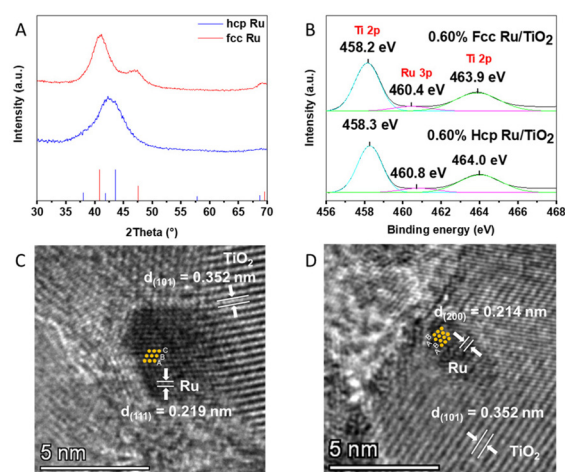 A
Intensity (a.u.)
hcp Ru
fcc Ru
30 35 40 45 50 55 60 65 70
2Theta (°)
B
Intensity (a.u.)
Ti 2p
458.2 eV
0.60% Fcc Ru/TiO2
Ru 3p
460.4 eV
Ti 2p
463.9 eV
0.60% Hcp Ru/TiO2
458.3 eV
460.8 eV
464.0 eV
456 458 460 462 464 466 468
Binding energy (eV)
C
TiO2
d(101) = 0.352 nm
C
B
A
Ru
d(111) = 0.219 nm
5 nm
D
d(200) = 0.214 nm
A
B
A
B
Ru
d(101) = 0.352 nm
TiO2
5 nm